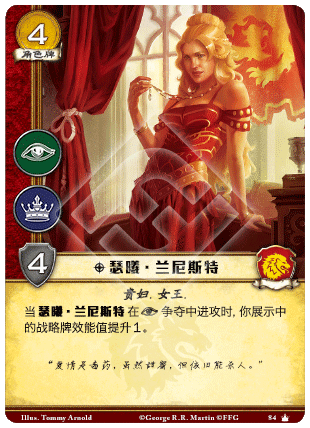 4
角色牌
4
瑟曦·兰尼斯特
贵妇. 女王.
当 瑟曦·兰尼斯特 在 争夺中进攻时, 你展示中
的战略牌效能值提升 1。
“爱情是毒药, 虽然甜蜜, 但依旧能杀人。”
Illus. Tommy Arnold ©George R.R. Martin ©FFG 84